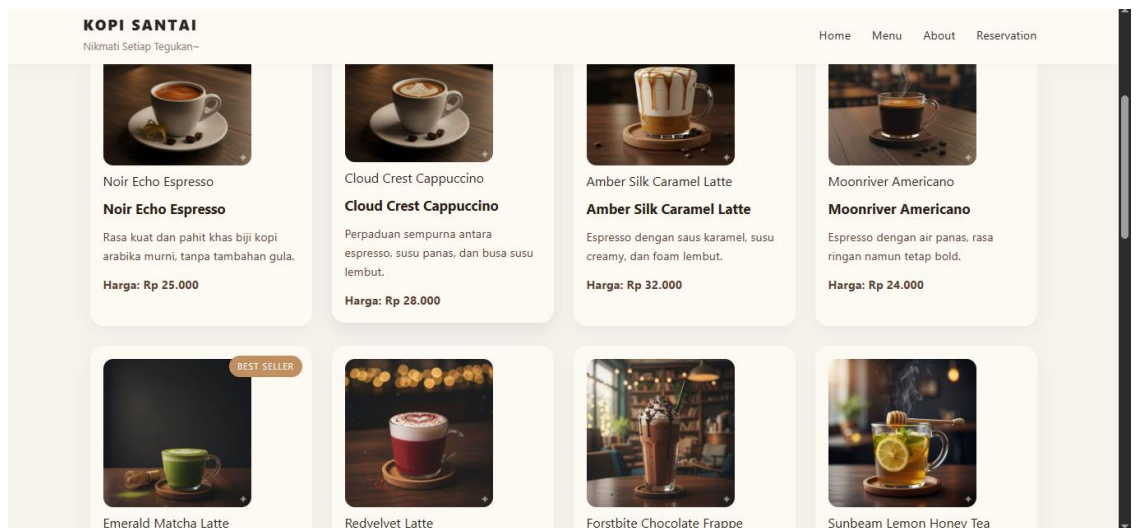 KOPI SANTAI
Nikmati Setiap Tegukan~
Home Menu About Reservation
Noir Echo Espresso
Noir Echo Espresso
Rasa kuat dan pahit khas biji kopi
arabika murni, tanpa tambahan gula.
Harga: Rp 25.000
Cloud Crest Cappuccino
Cloud Crest Cappuccino
Perpaduan sempurna antara
espresso, susu panas, dan busa susu
lembut.
Harga: Rp 28.000
Amber Silk Caramel Latte
Amber Silk Caramel Latte
Espresso dengan saus karamel, susu
creamy, dan foam lembut.
Harga: Rp 32.000
Moonriver Americano
Moonriver Americano
Espresso dengan air panas, rasa
ringan namun tetap bold.
Harga: Rp 24.000
BEST SELLER
Emerald Matcha Latte
Redvelvet Latte
Forstbite Chocolate Frappe
Sunbeam Lemon Honey Tea